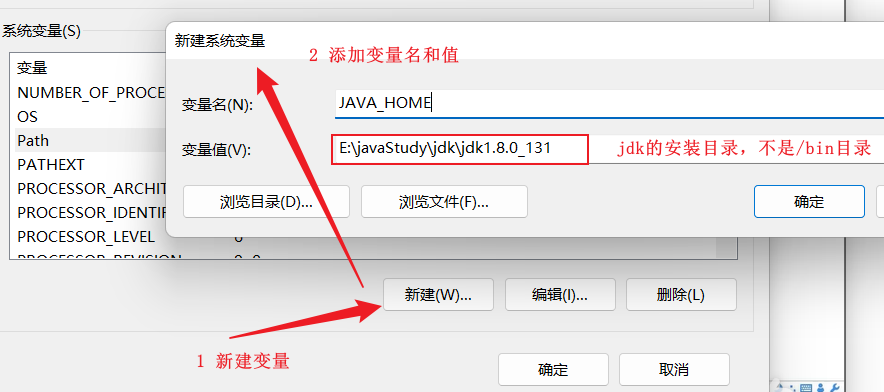 系统变量(S)
新建系统变量
2 添加变量名和值
变量
NUMBER_OF_PROCE
变量名(N):
JAVA_HOME
OS
Path
变量值(V):
E:\javaStudy\jdk\jdk1.8.0_131
jdk的安装目录，不是/bin目录
PATHEXT
PROCESSOR_ARCHIT
浏览目录(D)...
浏览文件(F)...
确定
PROCESSOR_IDENTIF
PROCESSOR_LEVEL
新建(W)...
编辑(I)...
删除(L)
1 新建变量
确定
取消